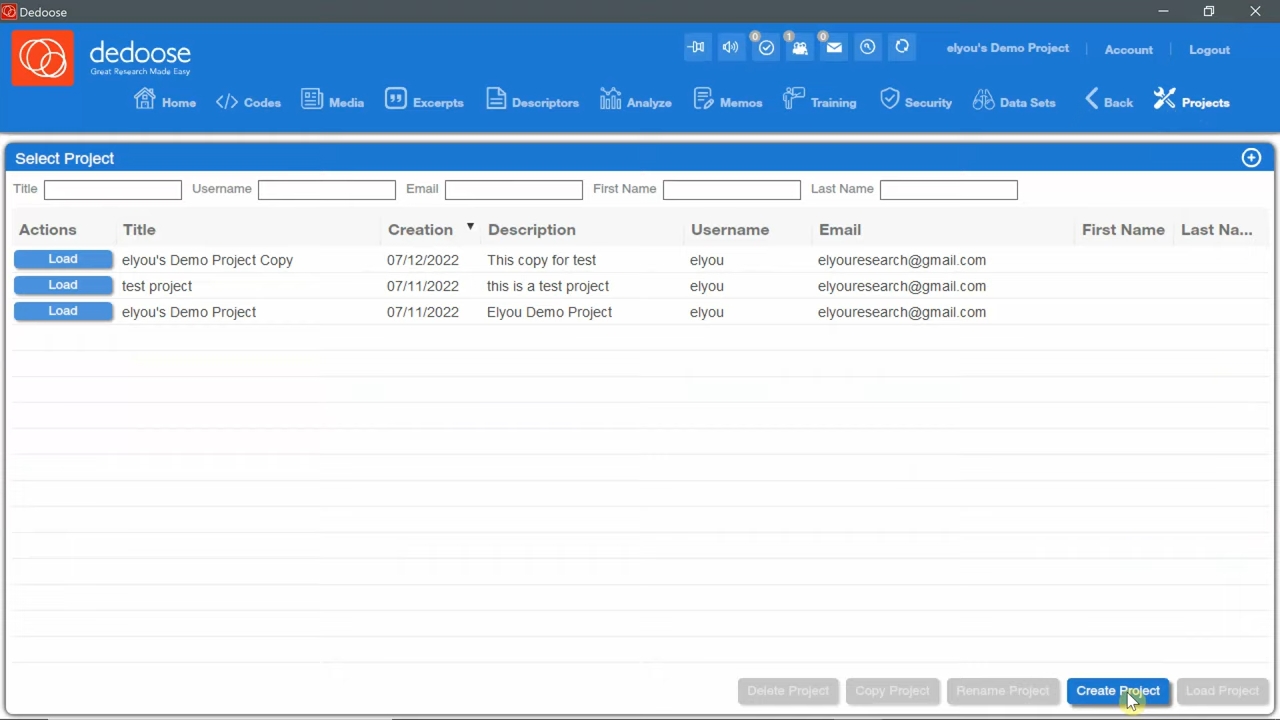 Dedoose
dedoose
Great Research Made Easy
0 1 0
elyou's Demo Project Account Logout
Home Codes Media Excerpts Descriptors Analyze Memos Training Security Data Sets Back Projects
Select Project
Title Username Email First Name Last Name
Actions Title Creation Description Username Email First Name Last Na...
Load elyou's Demo Project Copy 07/12/2022 This copy for test elyou elyouresearch@gmail.com
Load test project 07/11/2022 this is a test project elyou elyouresearch@gmail.com
Load elyou's Demo Project 07/11/2022 Elyou Demo Project elyou elyouresearch@gmail.com
Delete Project Copy Project Rename Project Create Project Load Project